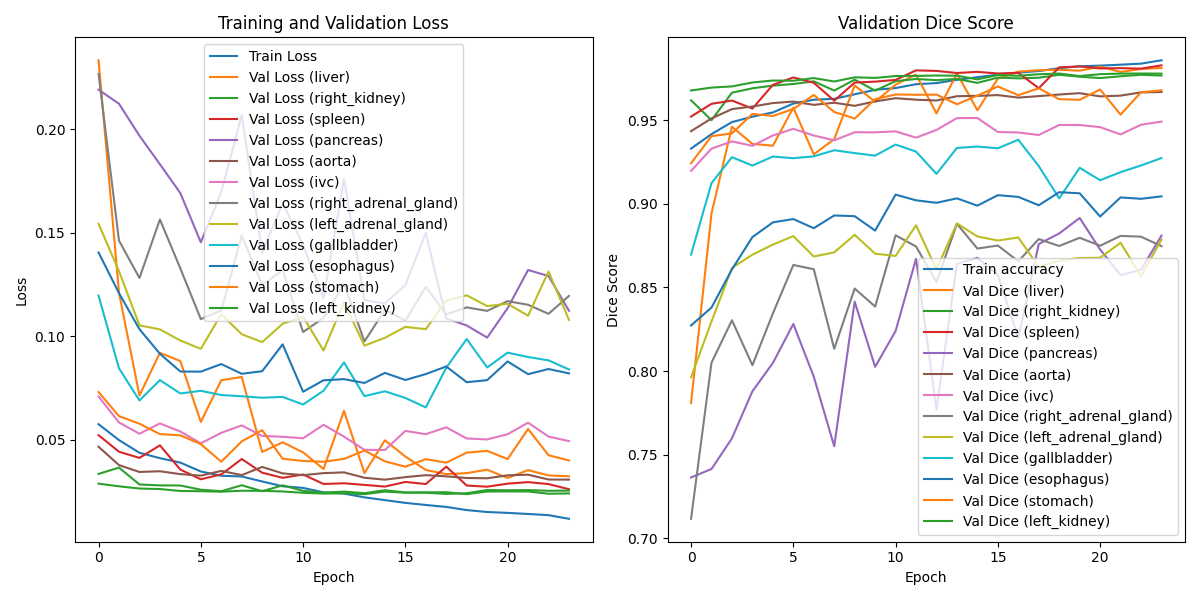 Training and Validation Loss
Loss
0.20
0.15
0.10
0.05
0
5
10
15
20
Epoch
Train Loss
Val Loss (liver)
Val Loss (right_kidney)
Val Loss (spleen)
Val Loss (pancreas)
Val Loss (aorta)
Val Loss (ivc)
Val Loss (right_adrenal_gland)
Val Loss (left_adrenal_gland)
Val Loss (gallbladder)
Val Loss (esophagus)
Val Loss (stomach)
Val Loss (left_kidney)
Validation Dice Score
Dice Score
0.95
0.90
0.85
0.80
0.75
0.70
0
5
10
15
20
Epoch
Train accuracy
Val Dice (liver)
Val Dice (right_kidney)
Val Dice (spleen)
Val Dice (pancreas)
Val Dice (aorta)
Val Dice (ivc)
Val Dice (right_adrenal_gland)
Val Dice (left_adrenal_gland)
Val Dice (gallbladder)
Val Dice (esophagus)
Val Dice (stomach)
Val Dice (left_kidney)